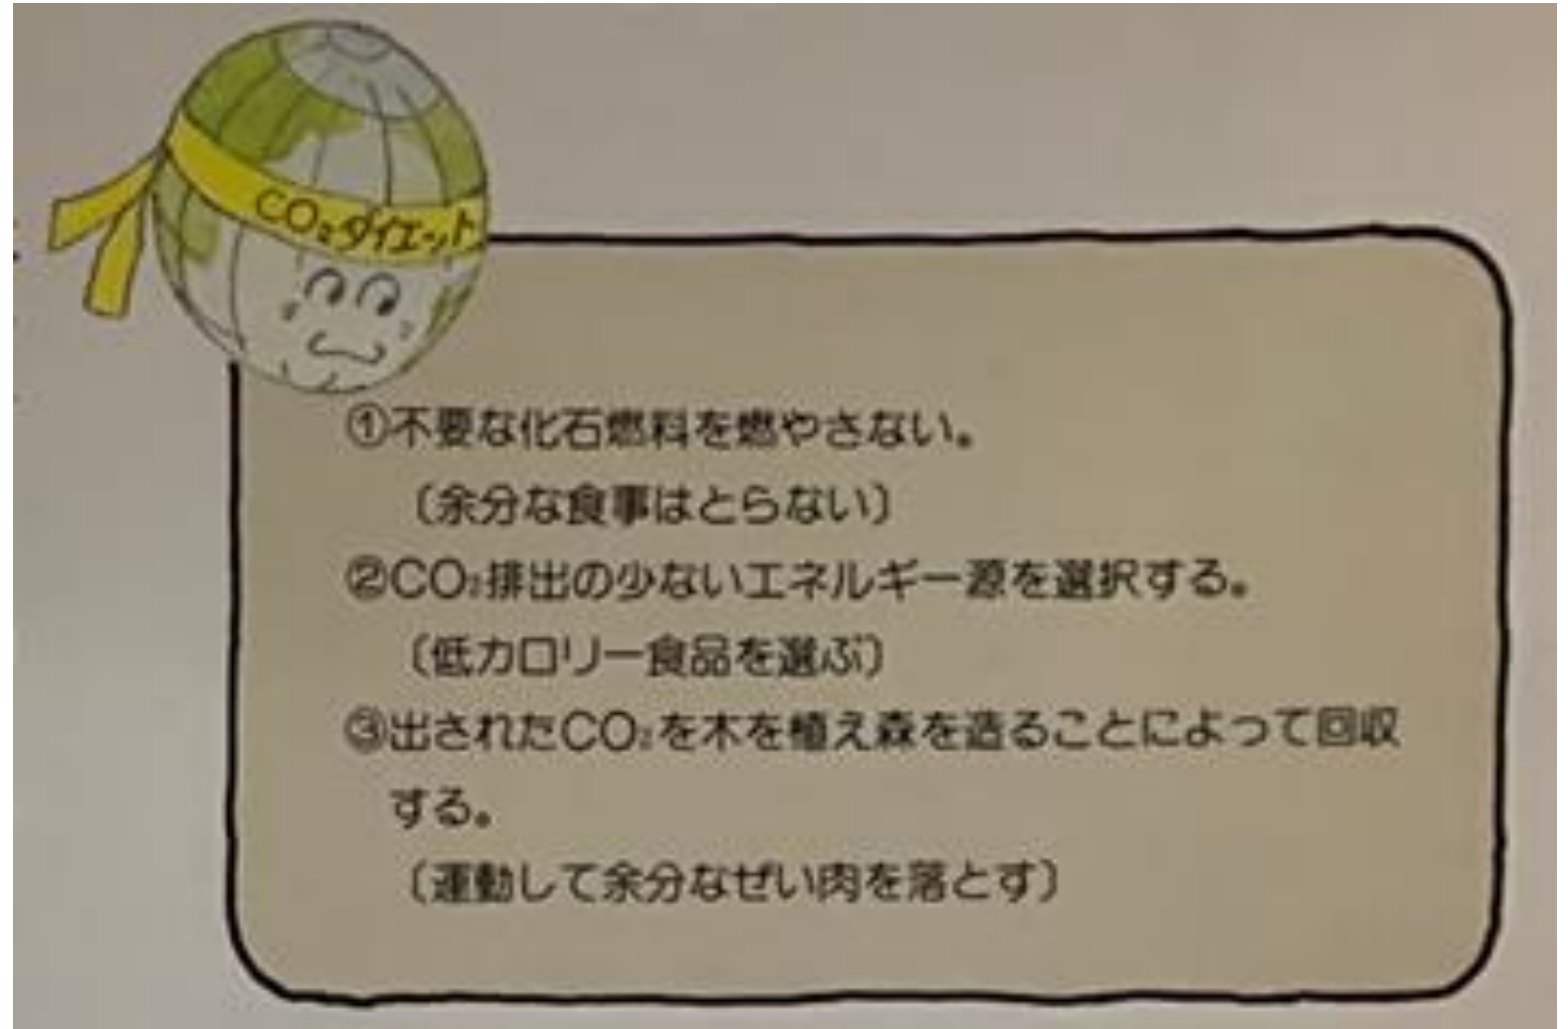 CO₂ダイエット
①不要な化石燃料を燃やさない。
（余分な食事はとらない）
②CO₂排出の少ないエネルギー源を選択する。
（低カロリー食品を選ぶ）
③出されたCO₂を木を植え森を造ることによって回収
する。
（運動して余分なぜい肉を落とす）